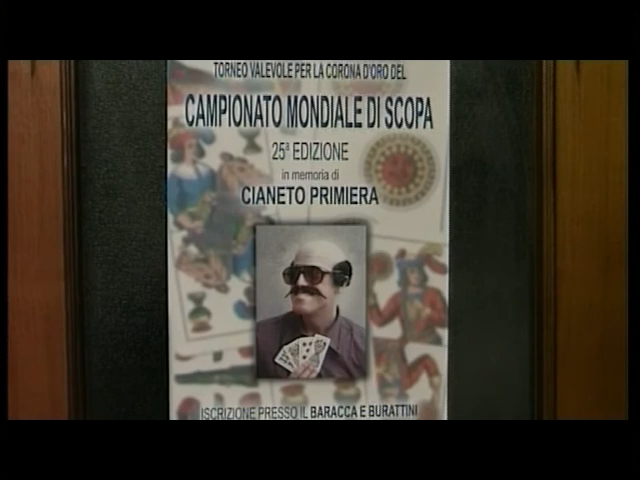 TORNEO VALEVOLE PER LA CORONA D'ORO DEL
CAMPIONATO MONDIALE DI SCOPA
25ª EDIZIONE
in memoria di
CIANETO PRIMIERA
ISCRIZIONE PRESSO IL BARACCA E BURATTINI